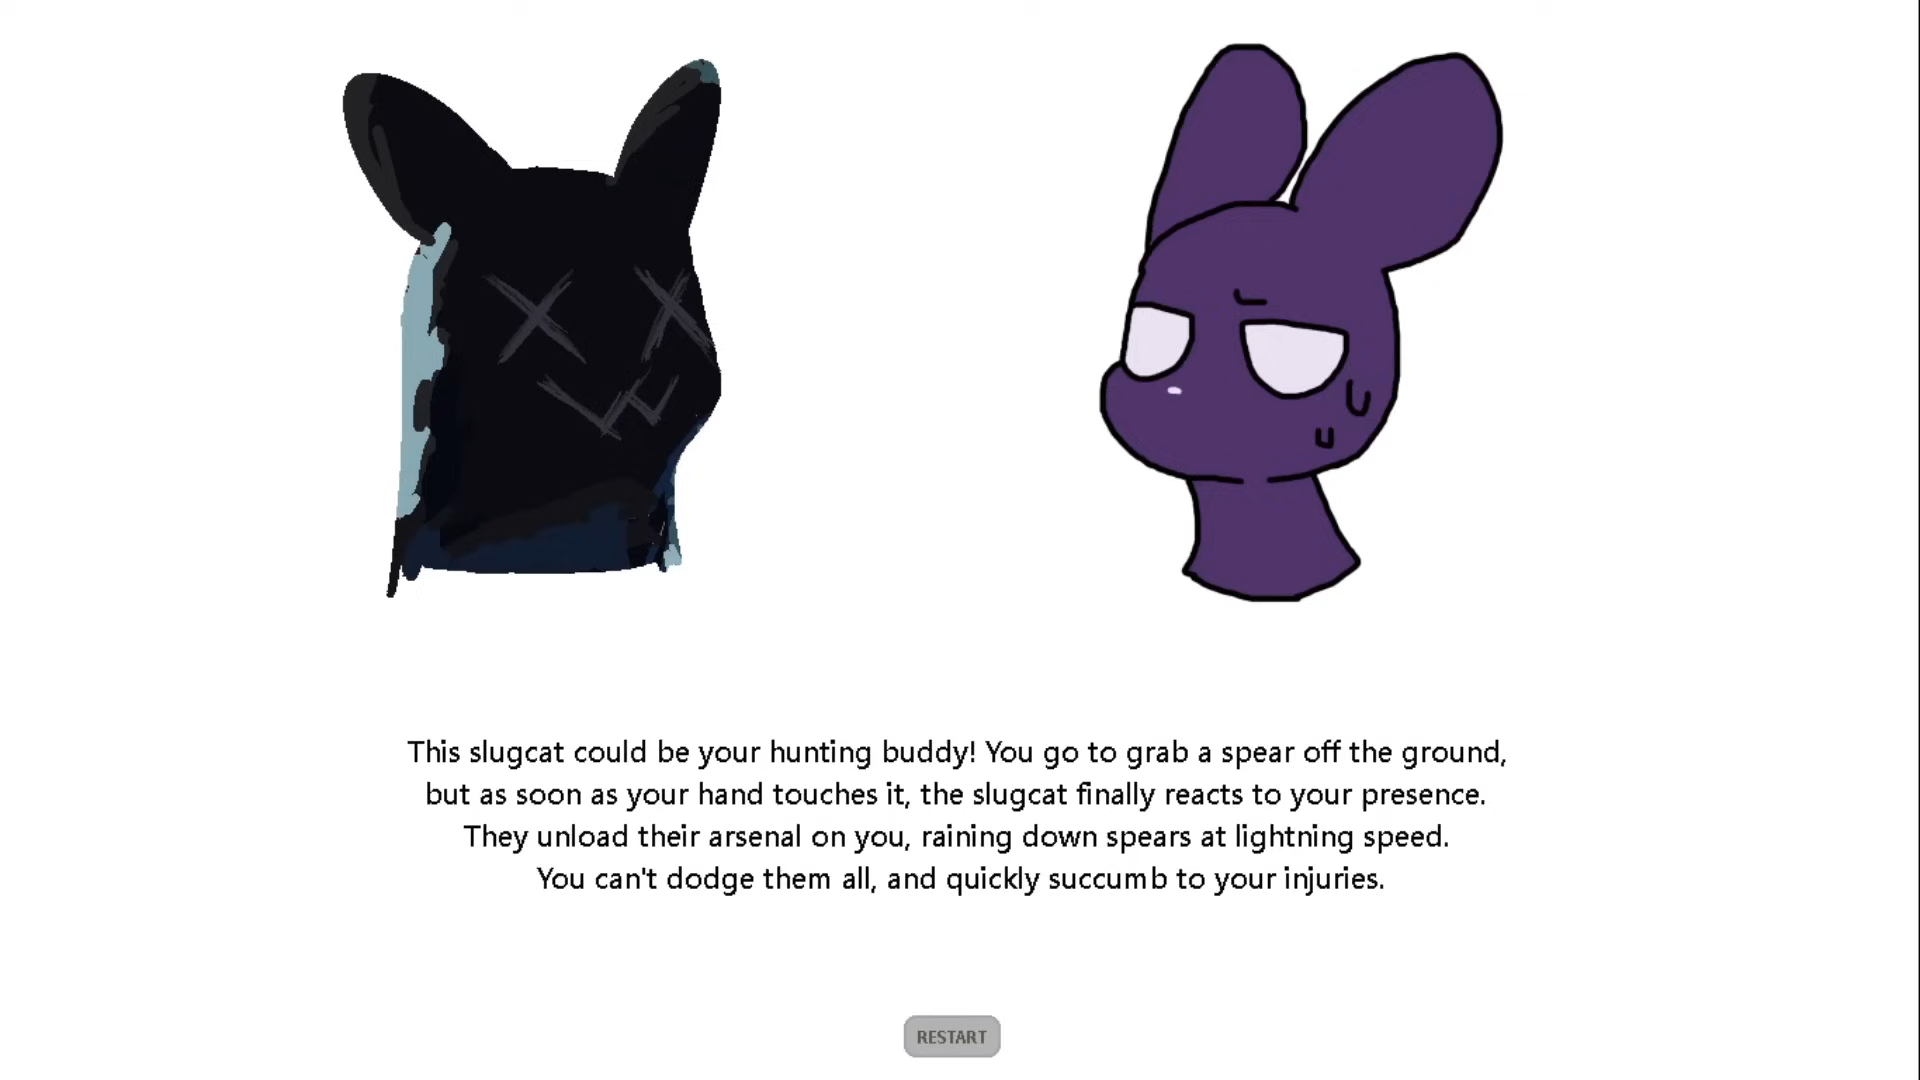 This slugcat could be your hunting buddy! You go to grab a spear off the ground,
but as soon as your hand touches it, the slugcat finally reacts to your presence.
They unload their arsenal on you, raining down spears at lightning speed.
You can't dodge them all, and quickly succumb to your injuries.
RESTART